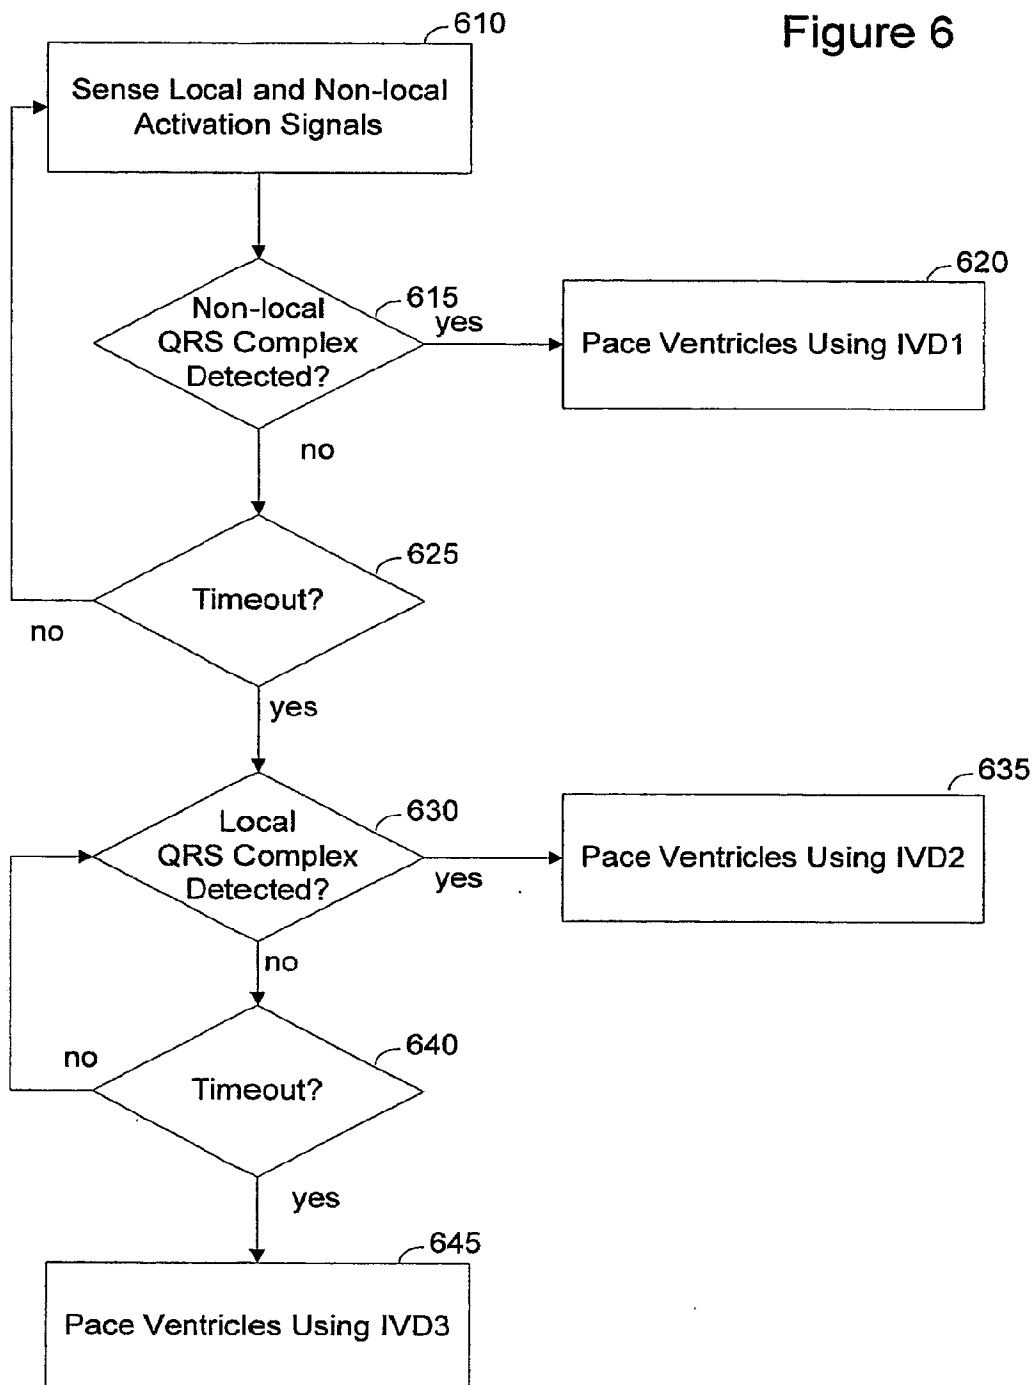 Figure 6
610
Sense Local and Non-local
Activation Signals
615
Non-local
QRS Complex
Detected?
yes
620
Pace Ventricles Using IVD1
no
625
Timeout?
no
yes
630
Local
QRS Complex
Detected?
yes
635
Pace Ventricles Using IVD2
no
640
Timeout?
no
yes
645
Pace Ventricles Using IVD3